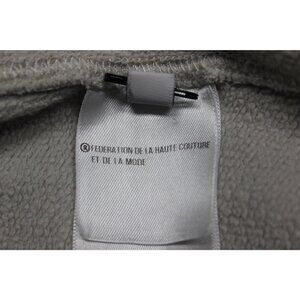 ® FEDERATION DE LA HAUTE COUTURE
ET DE LA MODE